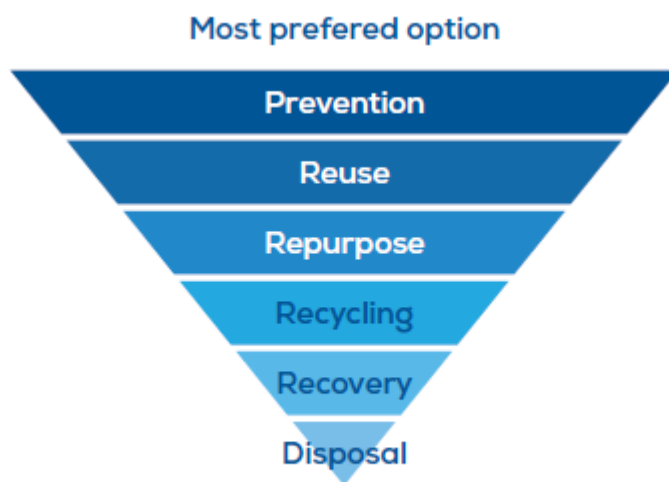 Most prefered option
Prevention
Reuse
Repurpose
Recycling
Recovery
Disposal